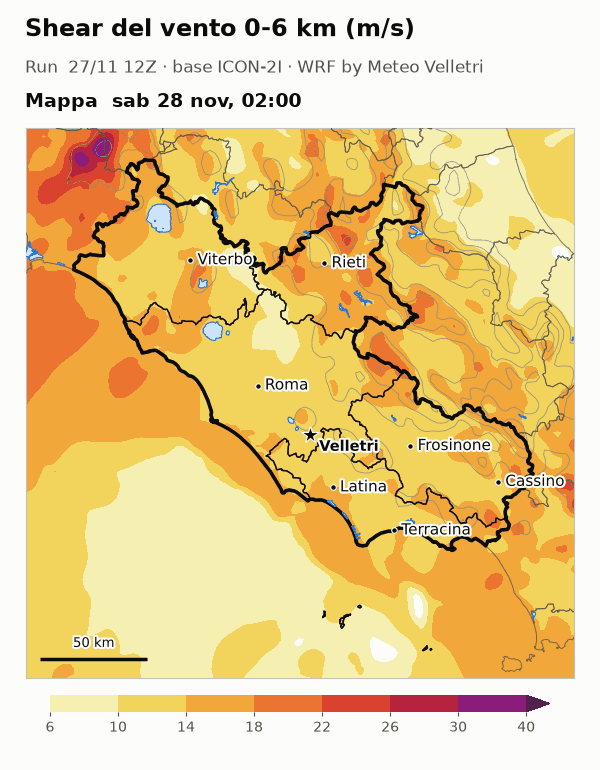 Shear del vento 0-6 km (m/s)
Run  27/11 12Z · base ICON-2I · WRF by Meteo Velletri
Mappa  sab 28 nov, 02:00
Viterbo
Rieti
Roma
Velletri
Frosinone
Cassino
Latina
Terracina
50 km
6 10 14 18 22 26 30 40